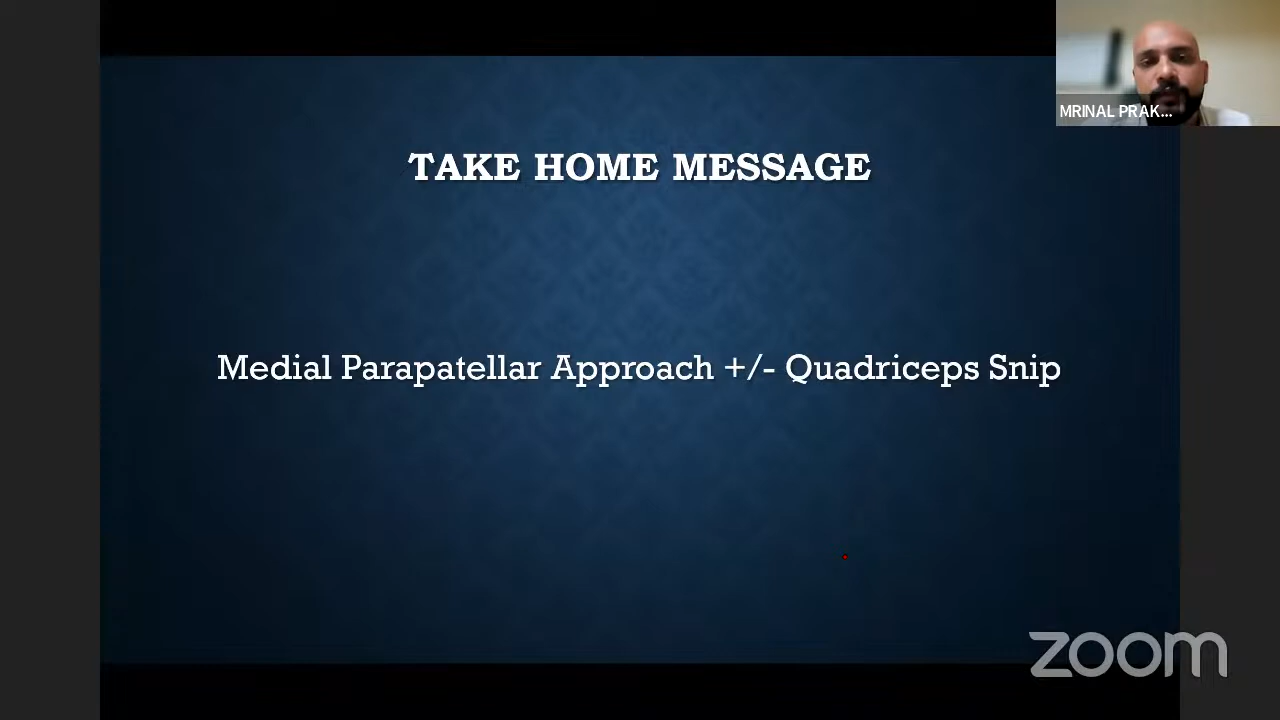 MRINAL PRAK...
TAKE HOME MESSAGE
Medial Parapatellar Approach +/- Quadriceps Snip
zoom